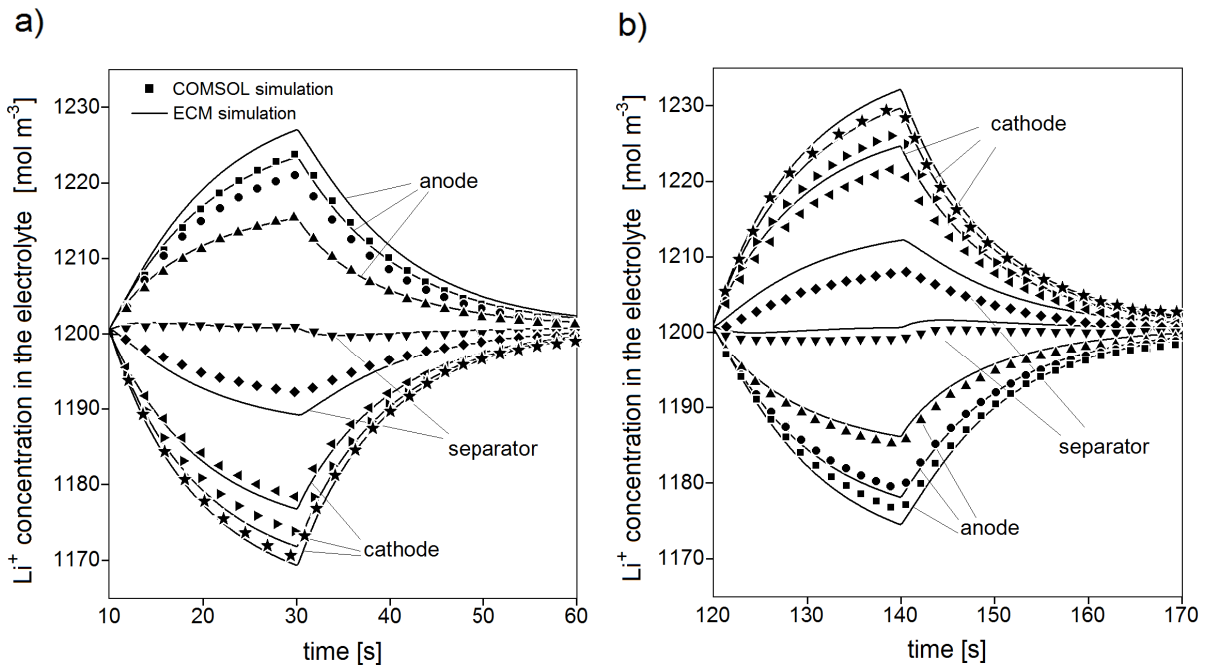 a)
Li⁺ concentration in the electrolyte [mol m⁻³]
1230
1220
1210
1200
1190
1180
1170
COMSOL simulation
ECM simulation
anode
separator
cathode
10 20 30 40 50 60
time [s]
b)
Li⁺ concentration in the electrolyte [mol m⁻³]
1230
1220
1210
1200
1190
1180
1170
cathode
separator
anode
120 130 140 150 160 170
time [s]